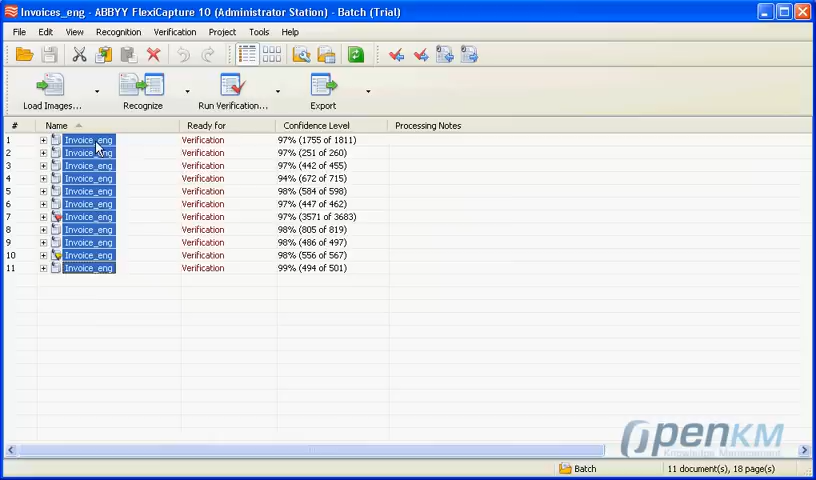 Invoices_eng - ABBYY FlexiCapture 10 (Administrator Station) - Batch (Trial)
File Edit View Recognition Verification Project Tools Help
Load Images... Recognize Run Verification... Export
# Name Ready for Confidence Level Processing Notes
1 Invoice_eng Verification 97% (1755 of 1811)
2 Invoice_eng Verification 97% (251 of 260)
3 Invoice_eng Verification 97% (442 of 455)
4 Invoice_eng Verification 94% (672 of 715)
5 Invoice_eng Verification 98% (584 of 598)
6 Invoice_eng Verification 97% (447 of 462)
7 Invoice_eng Verification 97% (3571 of 3683)
8 Invoice_eng Verification 98% (805 of 819)
9 Invoice_eng Verification 98% (486 of 497)
10 Invoice_eng Verification 98% (556 of 567)
11 Invoice_eng Verification 99% (494 of 501)
OpenKM
Knowledge Management
Batch 11 document(s), 18 page(s)